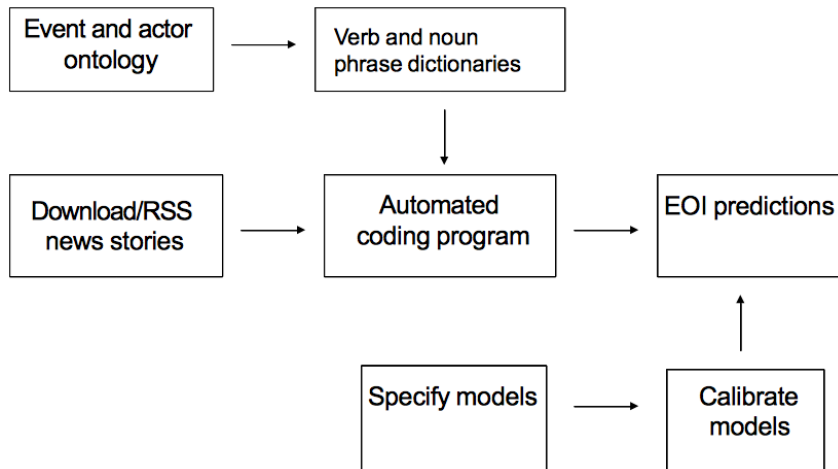 Event and actor
ontology
Verb and noun
phrase dictionaries
Download/RSS
news stories
Automated
coding program
EOI predictions
Specify models
Calibrate
models